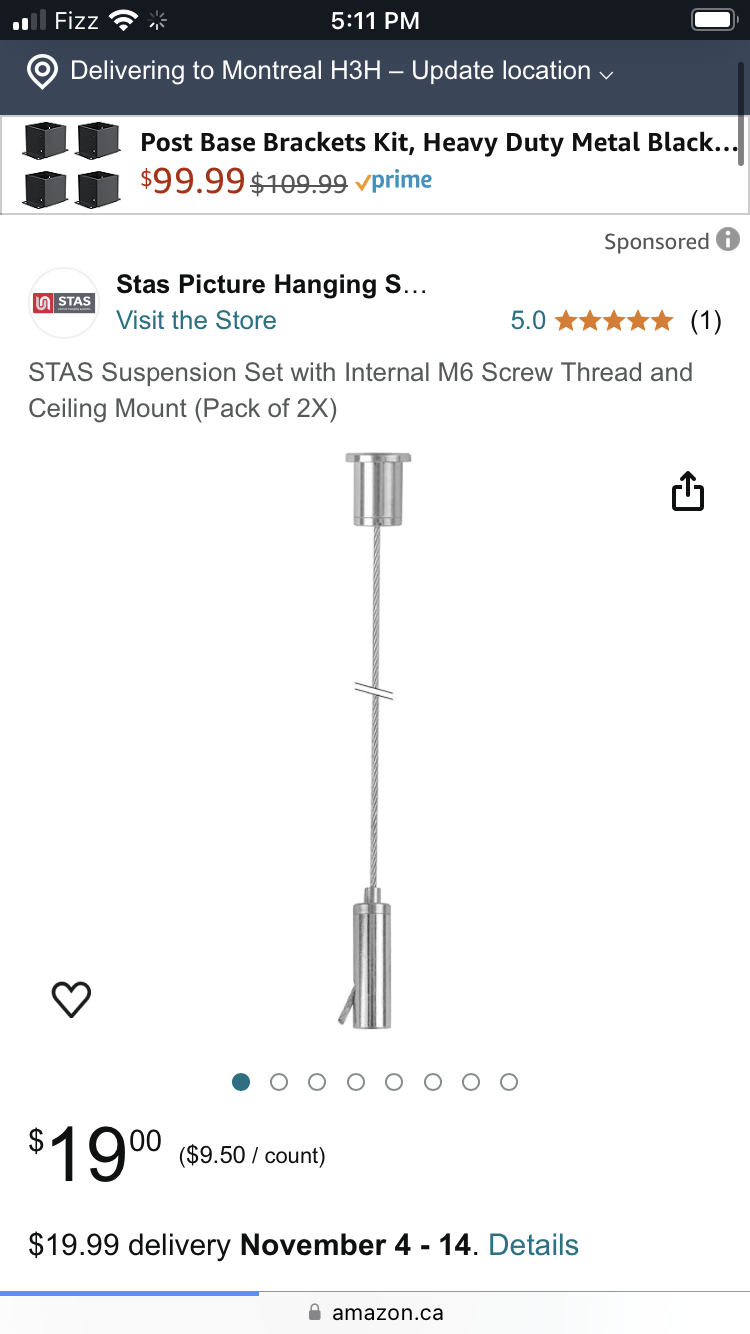 Fizz 5:11 PM
Delivering to Montreal H3H – Update location
Post Base Brackets Kit, Heavy Duty Metal Black...
$99.99 $109.99 prime
Sponsored
STAS
Stas Picture Hanging S...
Visit the Store 5.0 (1)
STAS Suspension Set with Internal M6 Screw Thread and
Ceiling Mount (Pack of 2X)
$19 00 ($9.50 / count)
$19.99 delivery November 4 - 14. Details
amazon.ca